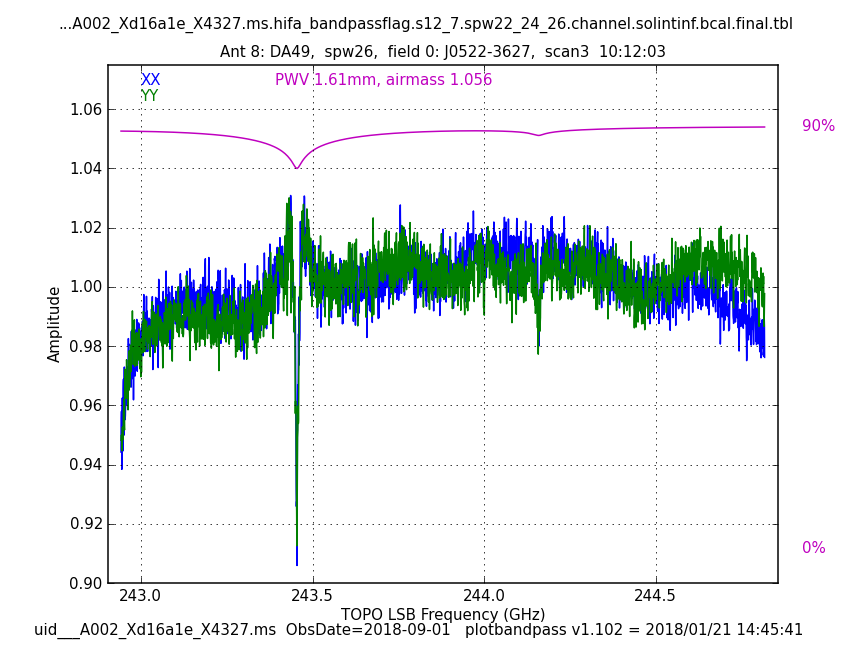 ...A002_Xd16a1e_X4327.ms.hifa_bandpassflag.s12_7.spw22_24_26.channel.solintinf.bcal.final.tbl
Ant 8: DA49,  spw26,  field 0: J0522-3627,  scan3  10:12:03
XX
PWV 1.61mm, airmass 1.056
YY
1.06
90%
1.04
1.02
1.00
Amplitude
0.98
0.96
0.94
0.92
0%
0.90
243.0 243.5 244.0 244.5
TOPO LSB Frequency (GHz)
uid___A002_Xd16a1e_X4327.ms  ObsDate=2018-09-01   plotbandpass v1.102 = 2018/01/21 14:45:41